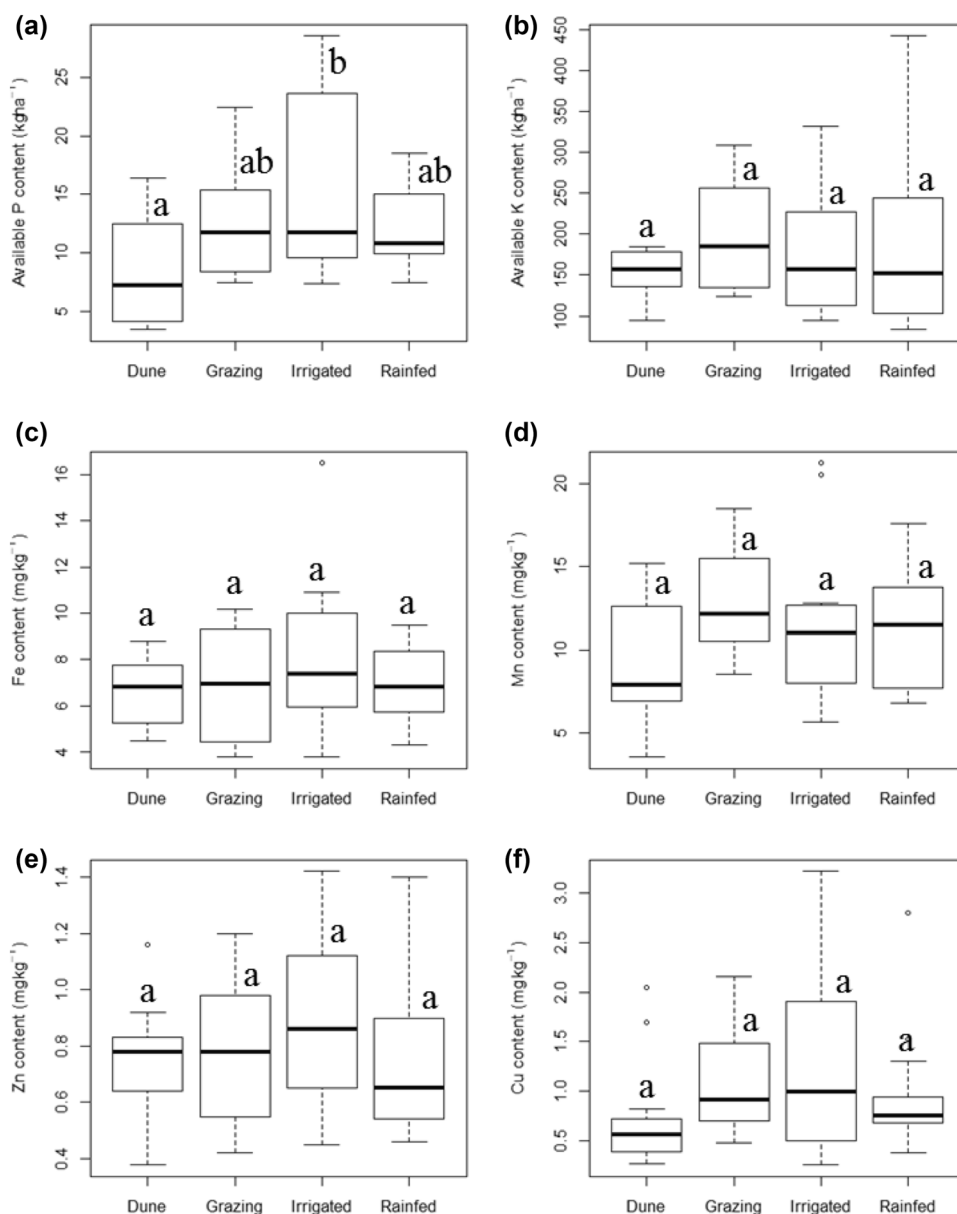 (a)
Available P content (kgha⁻¹)
25
20
15
10
5
a
ab
b
ab
Dune Grazing Irrigated Rainfed
(b)
Available K content (kgha⁻¹)
450
400
350
300
250
200
150
100
a
a
a
a
Dune Grazing Irrigated Rainfed
(c)
Fe content (mgkg⁻¹)
16
14
12
10
8
6
4
a
a
a
a
Dune Grazing Irrigated Rainfed
(d)
Mn content (mgkg⁻¹)
20
15
10
5
a
a
a
a
Dune Grazing Irrigated Rainfed
(e)
Zn content (mgkg⁻¹)
1.4
1.2
1.0
0.8
0.6
0.4
a
a
a
a
Dune Grazing Irrigated Rainfed
(f)
Cu content (mgkg⁻¹)
3.0
2.5
2.0
1.5
1.0
0.5
a
a
a
a
Dune Grazing Irrigated Rainfed